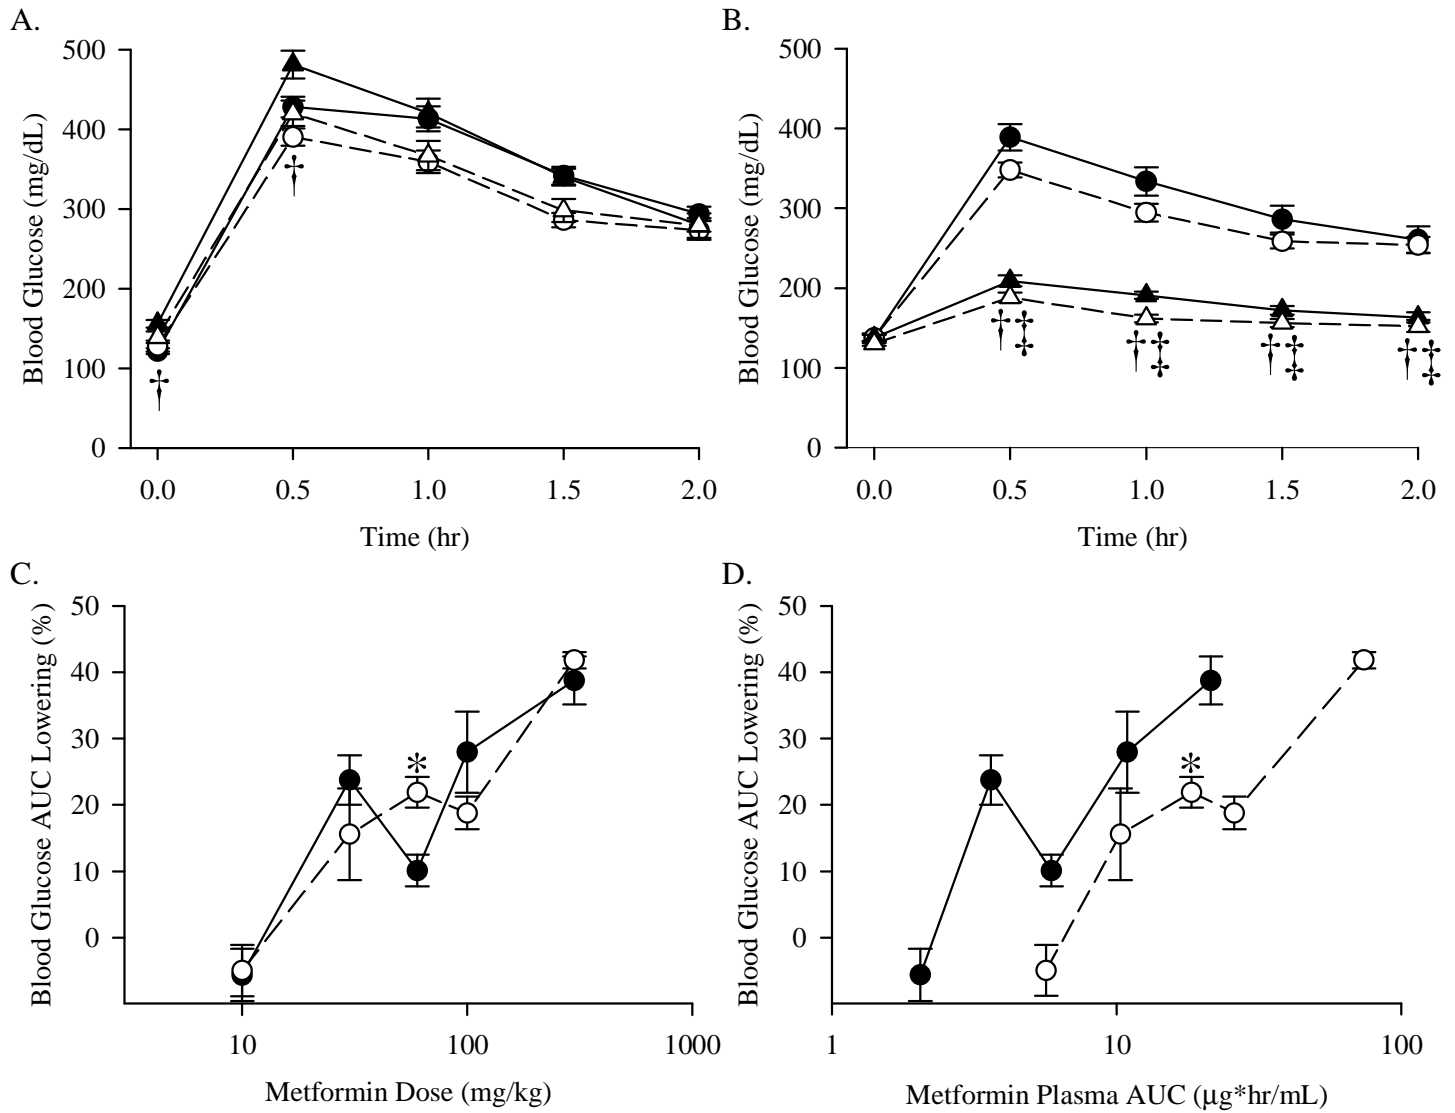 A.
B.
500
400
300
200
100
0
Blood Glucose (mg/dL)
†
†
0.0 0.5 1.0 1.5 2.0
Time (hr)
500
400
300
200
100
0
Blood Glucose (mg/dL)
†‡
†‡
†‡
†‡
0.0 0.5 1.0 1.5 2.0
Time (hr)
C.
50
40
30
20
10
0
Blood Glucose AUC Lowering (%)
*
10 100 1000
Metformin Dose (mg/kg)
D.
50
40
30
20
10
0
Blood Glucose AUC Lowering (%)
*
1 10 100
Metformin Plasma AUC (μg*hr/mL)